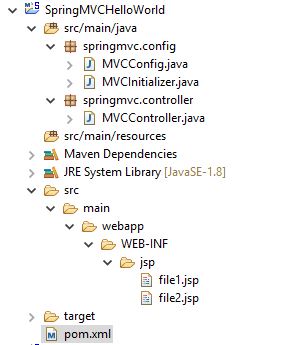 SpringMVCHelloWorld
src/main/java
springmvc.config
MVCConfig.java
MVCInitializer.java
springmvc.controller
MVCController.java
src/main/resources
Maven Dependencies
JRE System Library [JavaSE-1.8]
src
main
webapp
WEB-INF
jsp
file1.jsp
file2.jsp
target
pom.xml